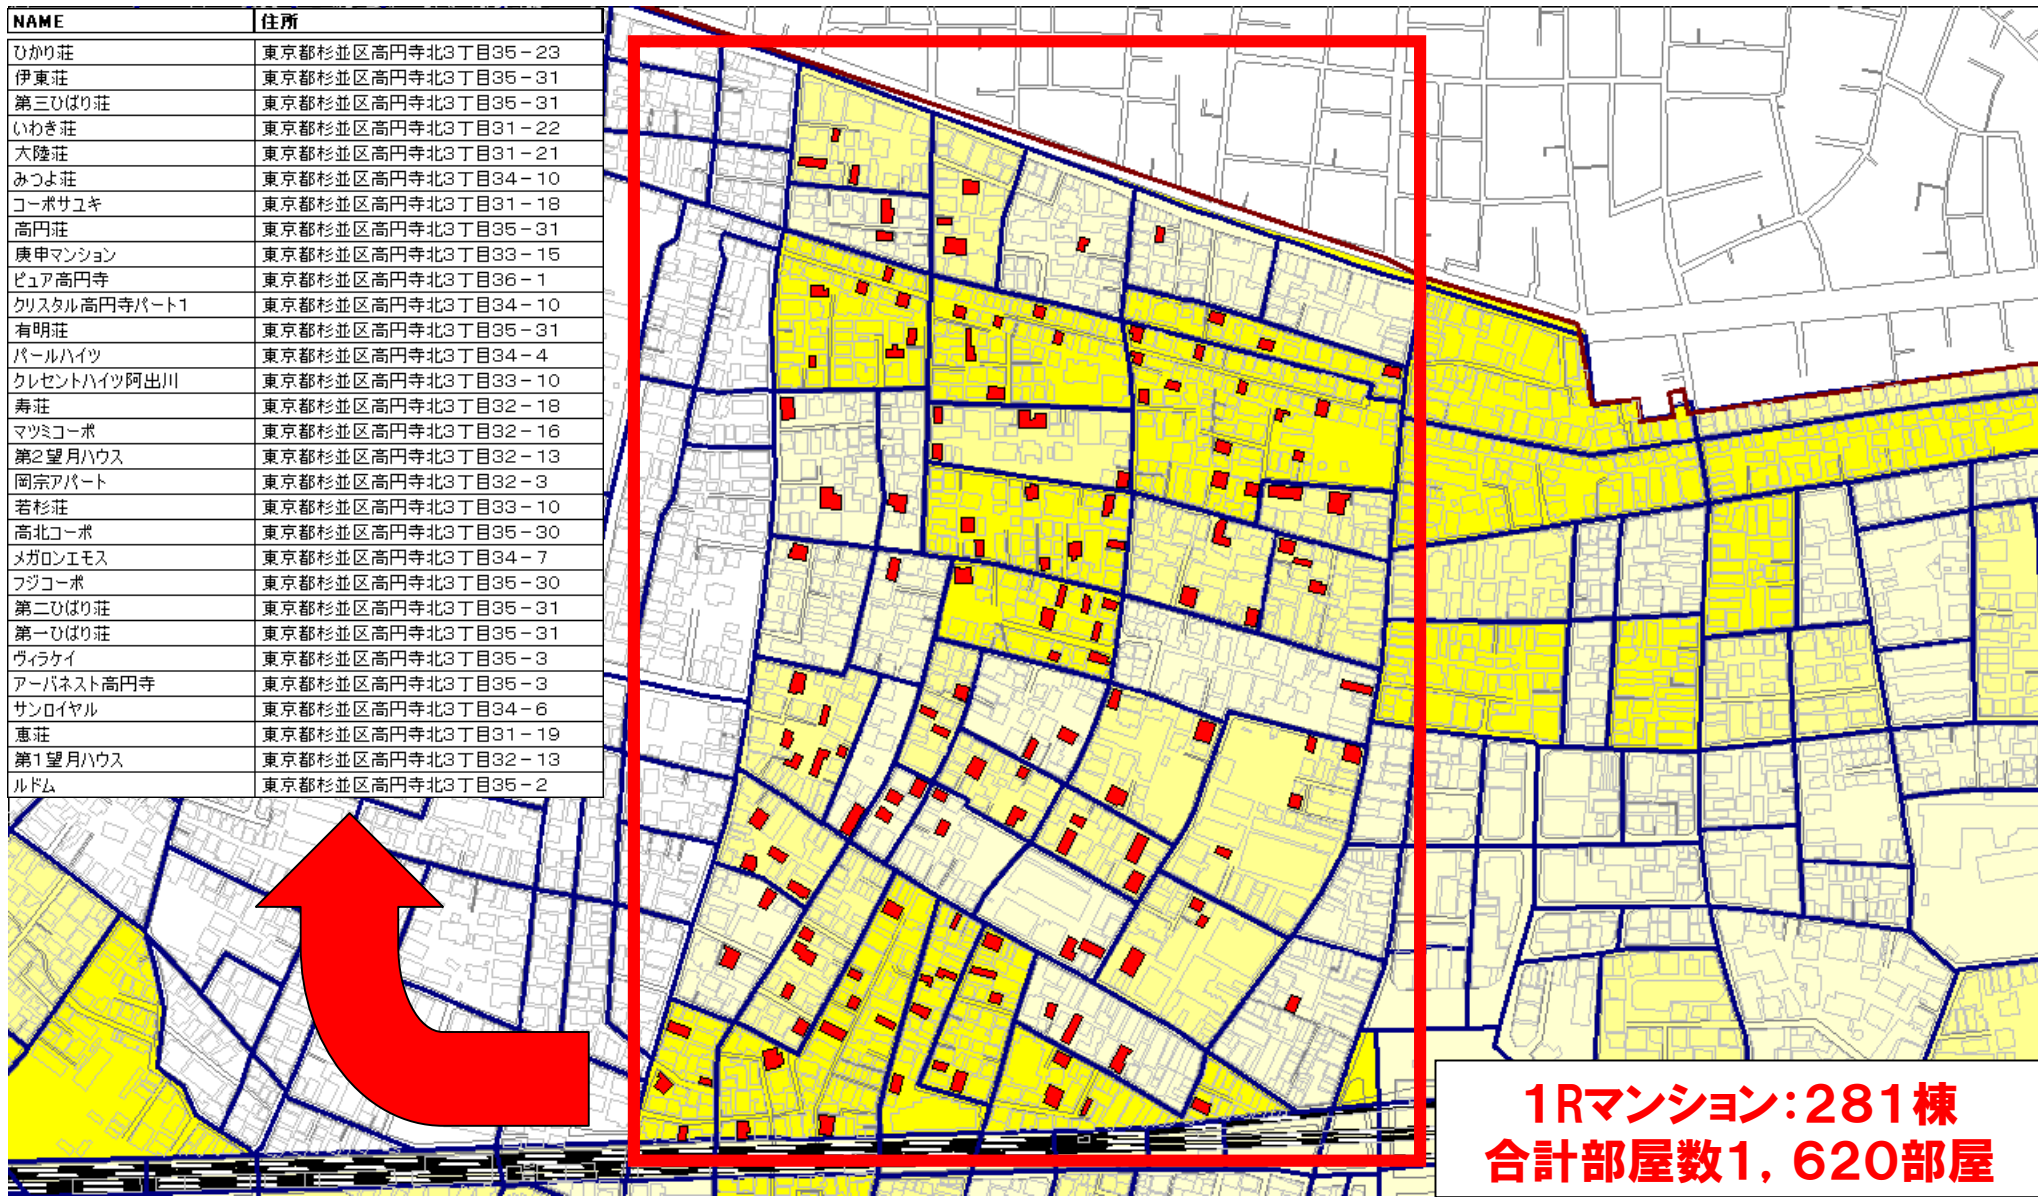 NAME 住所
ひかり荘 東京都杉並区高円寺北3丁目35-23
伊東荘 東京都杉並区高円寺北3丁目35-31
第三ひばり荘 東京都杉並区高円寺北3丁目35-31
いわき荘 東京都杉並区高円寺北3丁目31-22
大陸荘 東京都杉並区高円寺北3丁目31-21
みつよ荘 東京都杉並区高円寺北3丁目34-10
コーポサユキ 東京都杉並区高円寺北3丁目31-18
高円荘 東京都杉並区高円寺北3丁目35-31
庚申マンション 東京都杉並区高円寺北3丁目33-15
ピュア高円寺 東京都杉並区高円寺北3丁目36-1
クリスタル高円寺パート1 東京都杉並区高円寺北3丁目34-10
有明荘 東京都杉並区高円寺北3丁目35-31
パールハイツ 東京都杉並区高円寺北3丁目34-4
クレセントハイツ阿出川 東京都杉並区高円寺北3丁目33-10
寿荘 東京都杉並区高円寺北3丁目32-18
マツミコーポ 東京都杉並区高円寺北3丁目32-16
第2望月ハウス 東京都杉並区高円寺北3丁目32-13
岡宗アパート 東京都杉並区高円寺北3丁目32-3
若杉荘 東京都杉並区高円寺北3丁目33-10
高北コーポ 東京都杉並区高円寺北3丁目35-30
メガロンエモス 東京都杉並区高円寺北3丁目34-7
フジコーポ 東京都杉並区高円寺北3丁目35-30
第二ひばり荘 東京都杉並区高円寺北3丁目35-31
第一ひばり荘 東京都杉並区高円寺北3丁目35-31
ヴィラケイ 東京都杉並区高円寺北3丁目35-3
アーバネスト高円寺 東京都杉並区高円寺北3丁目35-3
サンロイヤル 東京都杉並区高円寺北3丁目34-6
恵荘 東京都杉並区高円寺北3丁目31-19
第1望月ハウス 東京都杉並区高円寺北3丁目32-13
ルドム 東京都杉並区高円寺北3丁目35-2
1Rマンション:281棟
合計部屋数1,620部屋